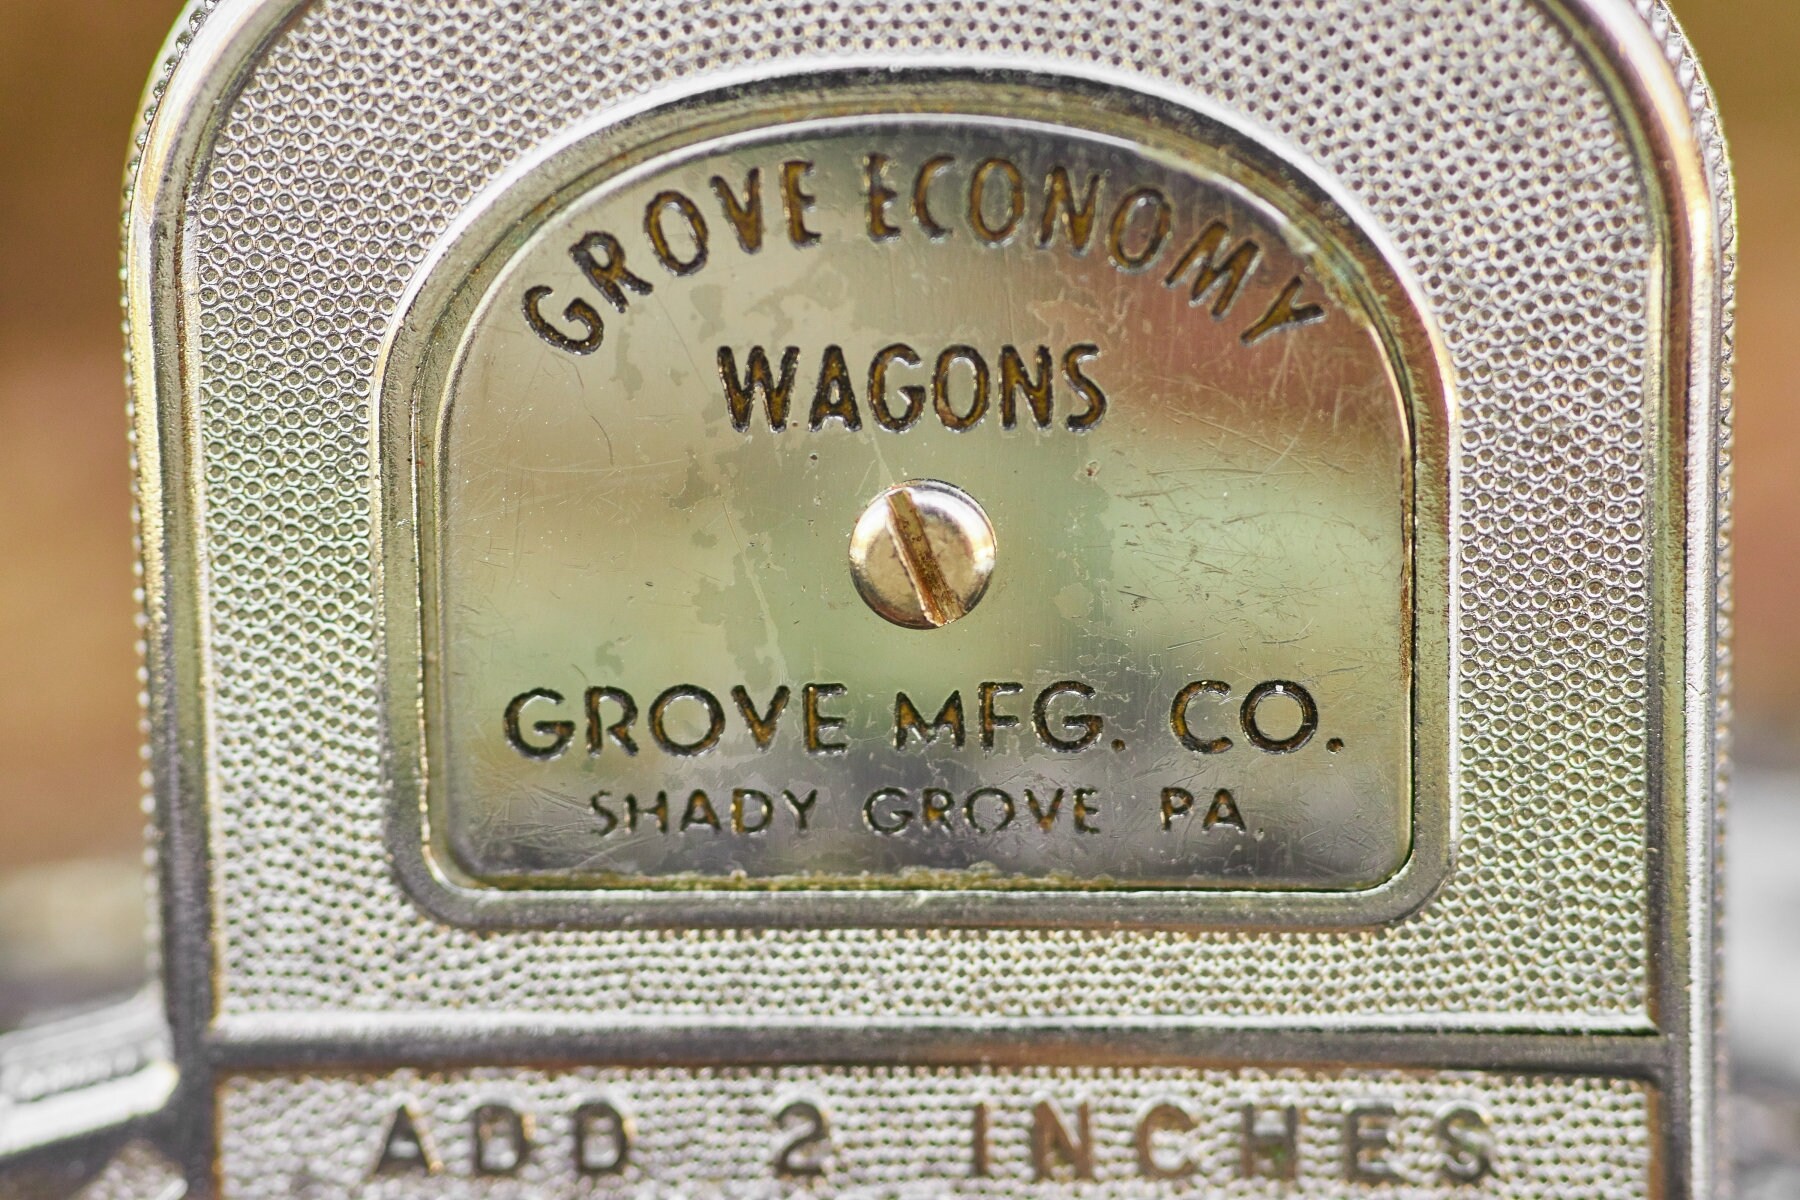 GROVE ECONOMY
WAGONS
GROVE MFG. CO.
SHADY GROVE PA.
ADD 2 INCHES